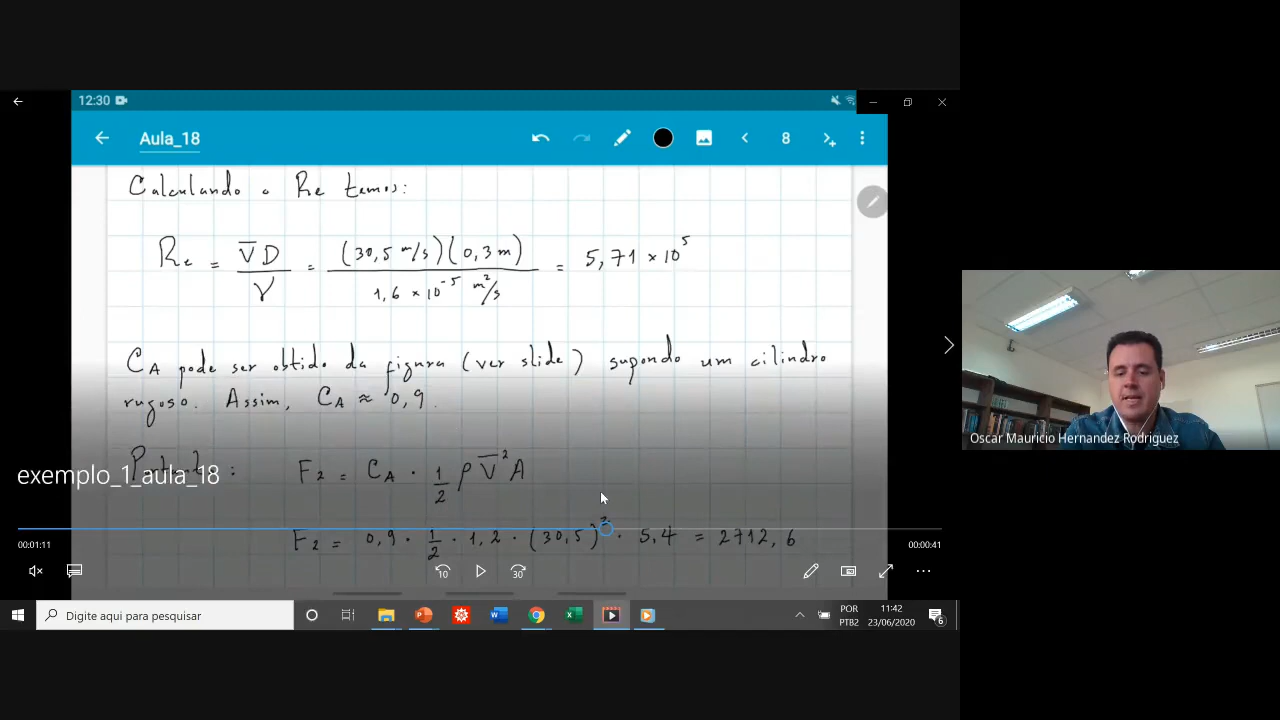 12:30
Aula_18
8
Calculando o Re temos:
Re = V̅D / ν = (30,5 m/s)(0,3 m) / 1,6 × 10⁻⁵ m²/s = 5,71 × 10⁵
CA pode ser obtido da figura (ver slide) supondo um cilindro
rugoso. Assim, CA ≈ 0,9.
F2 = CA · 1/2 ρ V̅² A
exemplo_1_aula_18
F2 = 0,9 · 1/2 · 1,2 · (30,5)² · 5,4 = 2712,6
00:01:11
00:00:41
10
30
Oscar Mauricio Hernandez Rodriguez
Digite aqui para pesquisar
POR
PTB2
11:42
23/06/2020
6